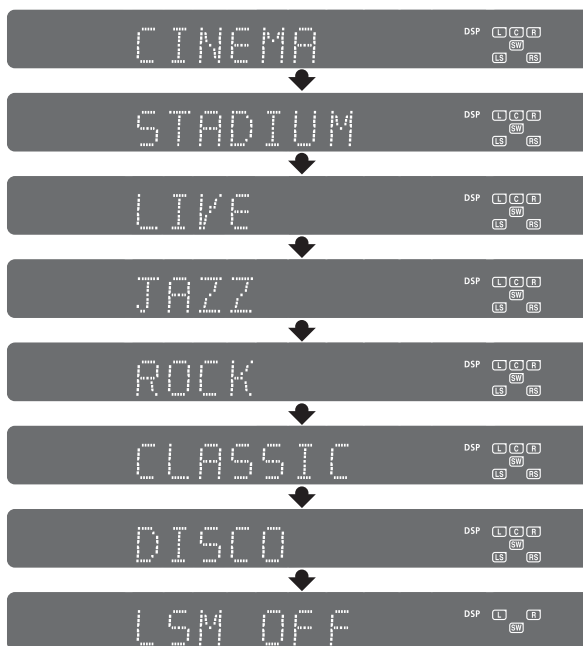 CINEMA DSP L C R
SW
LS RS
STADIUM DSP L C R
SW
LS RS
LIVE DSP L C R
SW
LS RS
JAZZ DSP L C R
SW
LS RS
ROCK DSP L C R
SW
LS RS
CLASSIC DSP L C R
SW
LS RS
DISCO DSP L C R
SW
LS RS
LSM OFF DSP L R
SW